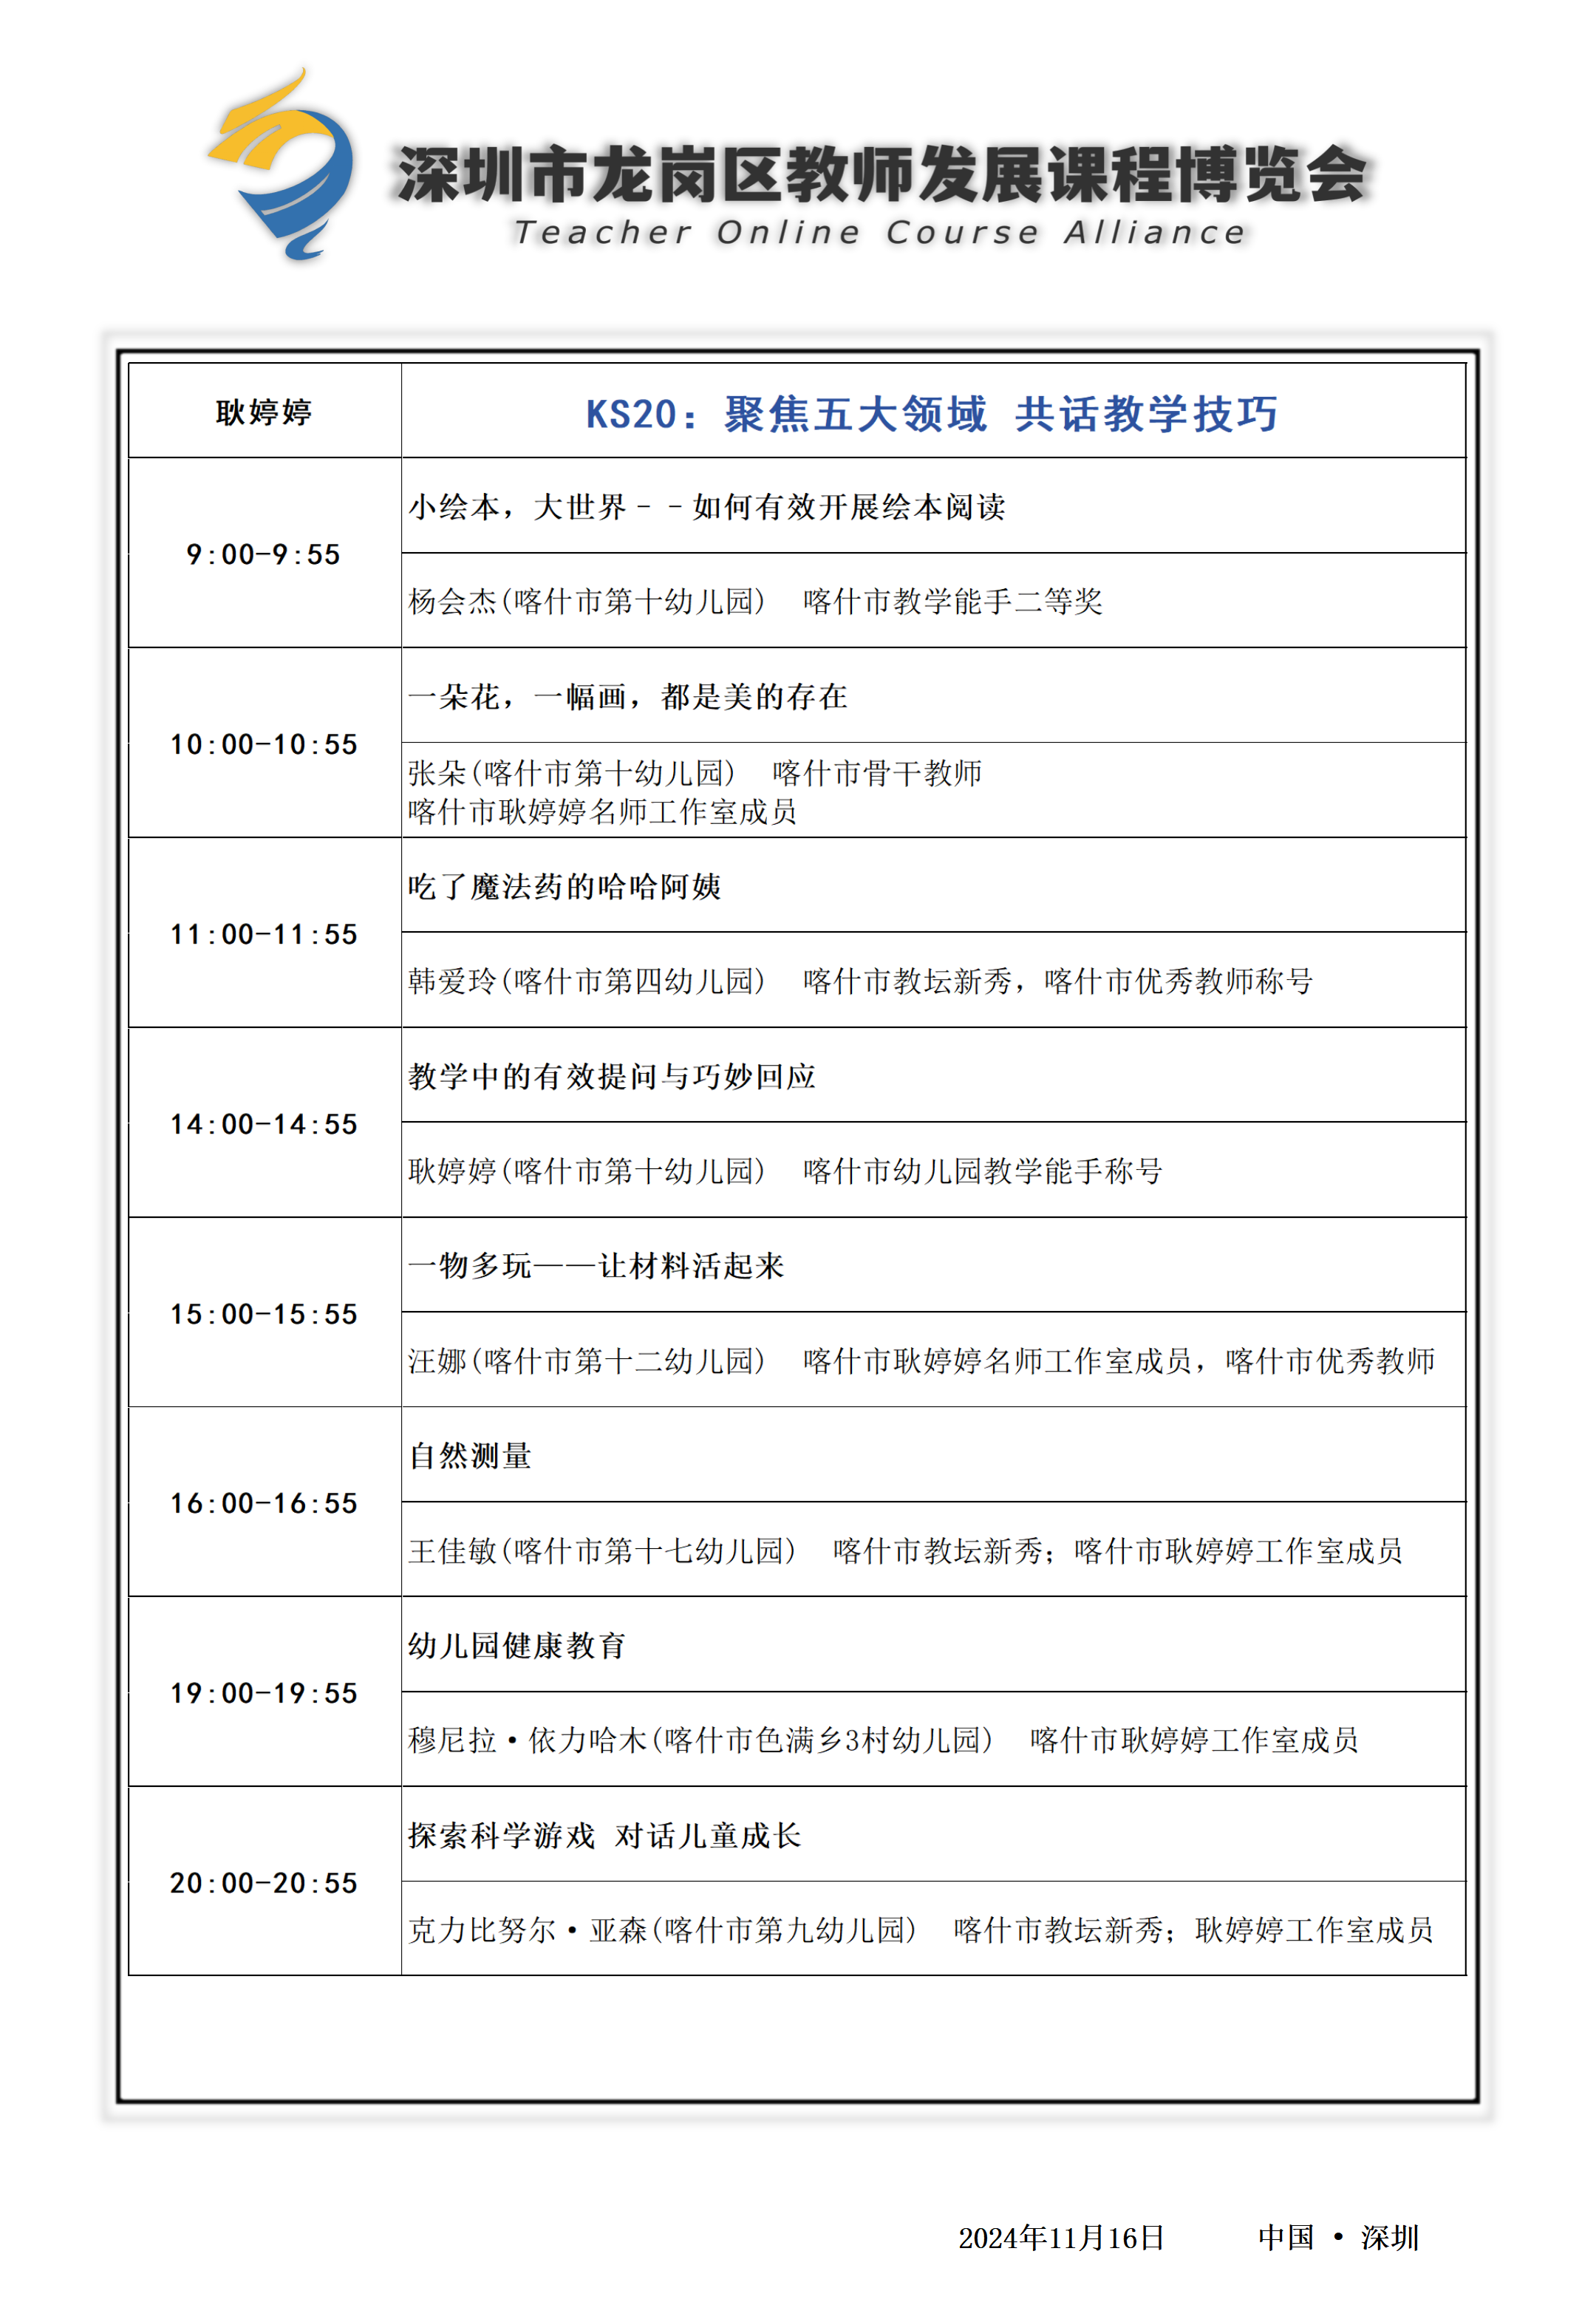 深圳市龙岗区教师发展课程博览会
Teacher Online Course Alliance
耿婷婷
KS20：聚焦五大领域 共话教学技巧
9:00-9:55
小绘本，大世界--如何有效开展绘本阅读
杨会杰(喀什市第十幼儿园) 喀什市教学能手二等奖
10:00-10:55
一朵花，一幅画，都是美的存在
张朵(喀什市第十幼儿园) 喀什市骨干教师
喀什市耿婷婷名师工作室成员
11:00-11:55
吃了魔法药的哈哈阿姨
韩爱玲(喀什市第四幼儿园) 喀什市教坛新秀，喀什市优秀教师称号
14:00-14:55
教学中的有效提问与巧妙回应
耿婷婷(喀什市第十幼儿园) 喀什市幼儿园教学能手称号
15:00-15:55
一物多玩——让材料活起来
汪娜(喀什市第十二幼儿园) 喀什市耿婷婷名师工作室成员，喀什市优秀教师
16:00-16:55
自然测量
王佳敏(喀什市第十七幼儿园) 喀什市教坛新秀；喀什市耿婷婷工作室成员
19:00-19:55
幼儿园健康教育
穆尼拉·依力哈木(喀什市色满乡3村幼儿园) 喀什市耿婷婷工作室成员
20:00-20:55
探索科学游戏 对话儿童成长
克力比努尔·亚森(喀什市第九幼儿园) 喀什市教坛新秀；耿婷婷工作室成员
2024年11月16日 中国 · 深圳